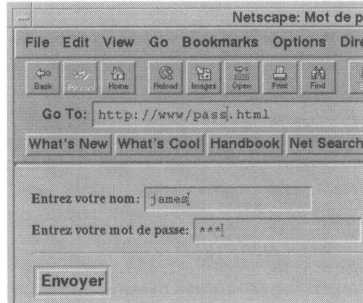 Netscape: Mot de p
File Edit View Go Bookmarks Options Dire
Back Forward Home Reload Images Open Print Find
Go To: http://www/pass.html
What's New What's Cool Handbook Net Search
Entrez votre nom: james
Entrez votre mot de passe: ***
Envoyer